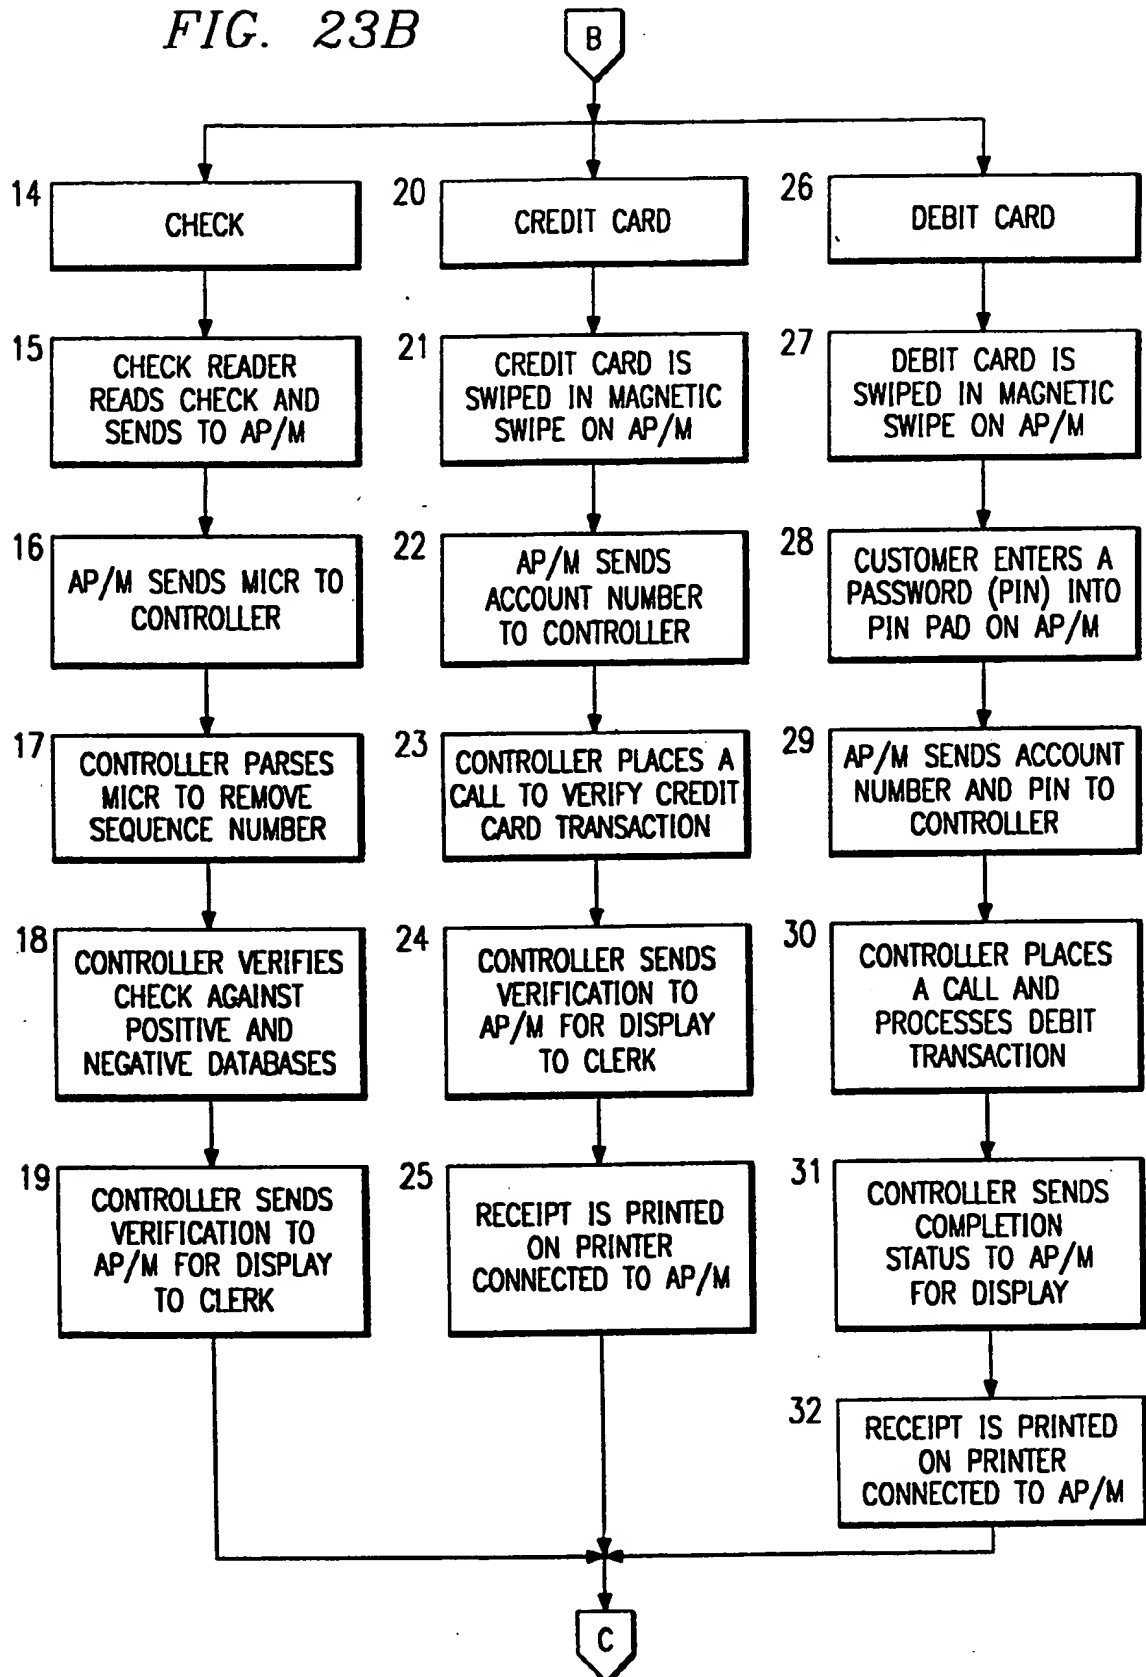 FIG. 23B
B
14
CHECK
15
CHECK READER
READS CHECK AND
SENDS TO AP/M
16
AP/M SENDS MICR TO
CONTROLLER
17
CONTROLLER PARSES
MICR TO REMOVE
SEQUENCE NUMBER
18
CONTROLLER VERIFIES
CHECK AGAINST
POSITIVE AND
NEGATIVE DATABASES
19
CONTROLLER SENDS
VERIFICATION TO
AP/M FOR DISPLAY
TO CLERK
20
CREDIT CARD
21
CREDIT CARD IS
SWIPED IN MAGNETIC
SWIPE ON AP/M
22
AP/M SENDS
ACCOUNT NUMBER
TO CONTROLLER
23
CONTROLLER PLACES A
CALL TO VERIFY CREDIT
CARD TRANSACTION
24
CONTROLLER SENDS
VERIFICATION TO
AP/M FOR DISPLAY
TO CLERK
25
RECEIPT IS PRINTED
ON PRINTER
CONNECTED TO AP/M
26
DEBIT CARD
27
DEBIT CARD IS
SWIPED IN MAGNETIC
SWIPE ON AP/M
28
CUSTOMER ENTERS A
PASSWORD (PIN) INTO
PIN PAD ON AP/M
29
AP/M SENDS ACCOUNT
NUMBER AND PIN TO
CONTROLLER
30
CONTROLLER PLACES
A CALL AND
PROCESSES DEBIT
TRANSACTION
31
CONTROLLER SENDS
COMPLETION
STATUS TO AP/M
FOR DISPLAY
32
RECEIPT IS PRINTED
ON PRINTER
CONNECTED TO AP/M
C